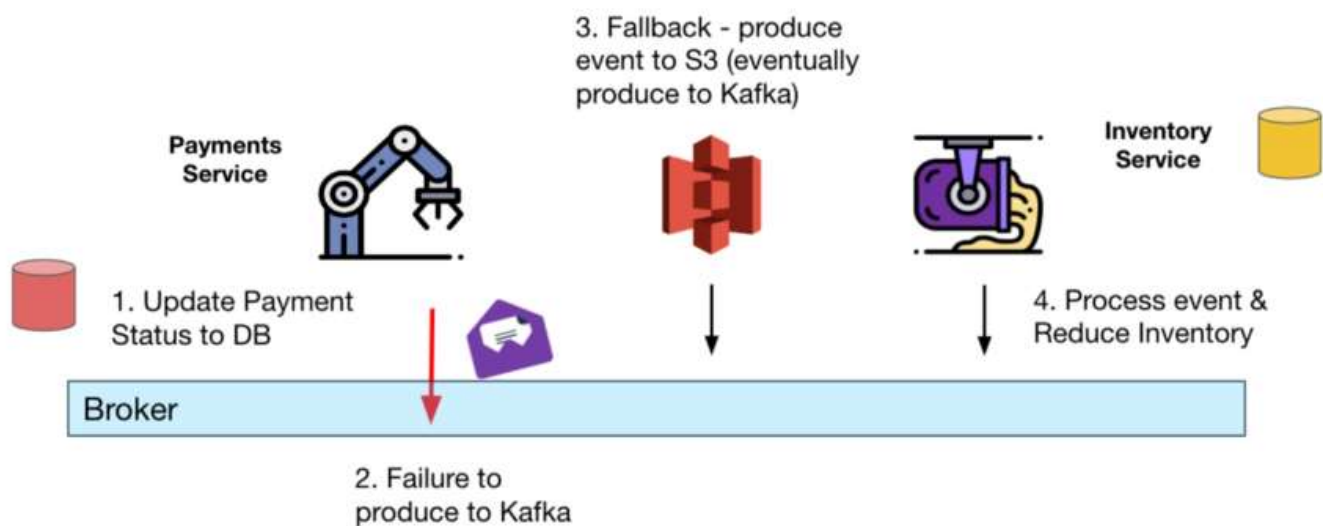 3. Fallback - produce
event to S3 (eventually
produce to Kafka)
Payments
Service
Inventory
Service
1. Update Payment
Status to DB
4. Process event &
Reduce Inventory
Broker
2. Failure to
produce to Kafka